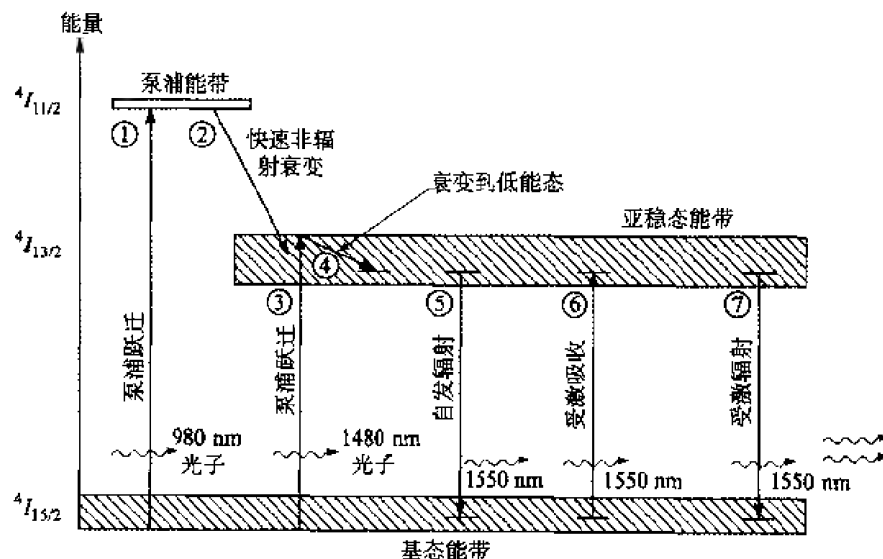 能量
泵浦能带
⁴I₁₁/₂
① ②
快速非辐
射衰变
衰变到低能态
亚稳态能带
⁴I₁₃/₂
④
③ ⑤ ⑥ ⑦
泵浦跃迁
泵浦跃迁
自发辐射
受激吸收
受激辐射
980 nm
光子
1480 nm
光子
1550 nm
1550 nm
1550 nm
⁴I₁₅/₂
基态能带